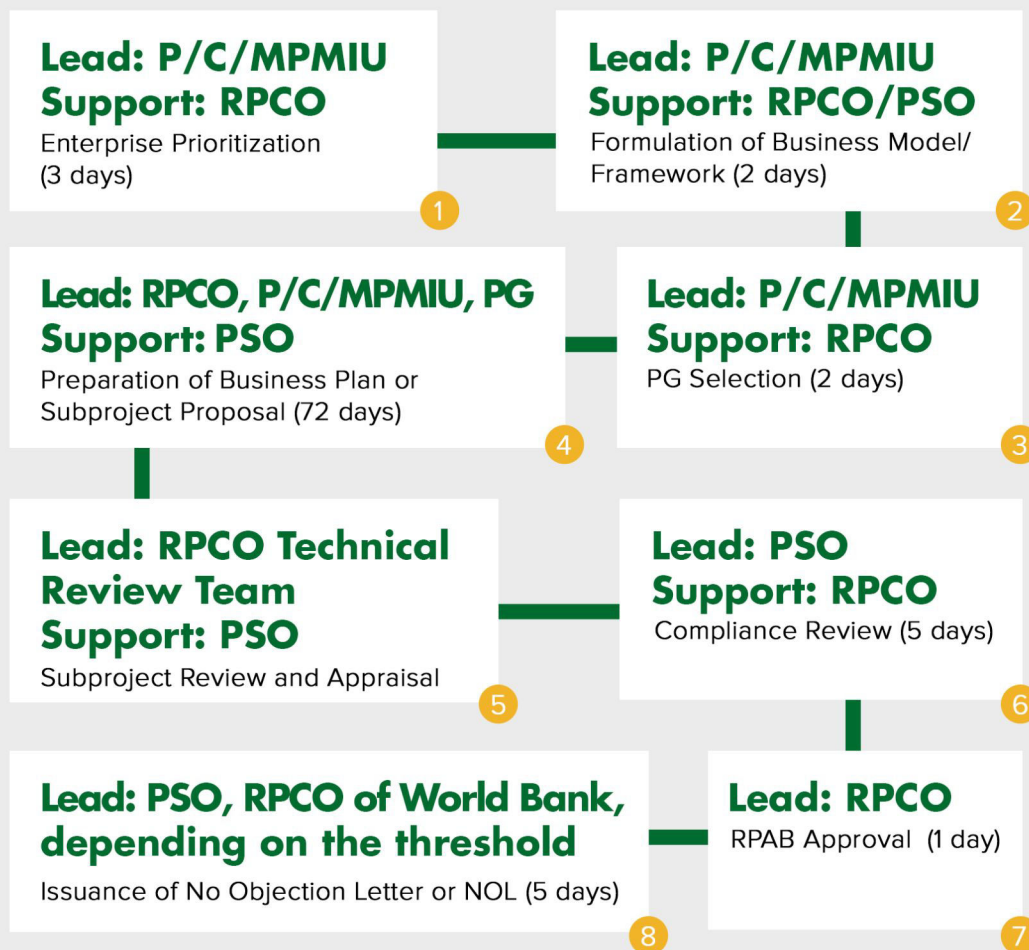 Lead: P/C/MPMIU
Support: RPCO
Enterprise Prioritization
(3 days)
1
Lead: P/C/MPMIU
Support: RPCO/PSO
Formulation of Business Model/
Framework (2 days)
2
Lead: P/C/MPMIU
Support: RPCO
PG Selection (2 days)
3
Lead: RPCO, P/C/MPMIU, PG
Support: PSO
Preparation of Business Plan or
Subproject Proposal (72 days)
4
Lead: RPCO Technical
Review Team
Support: PSO
Subproject Review and Appraisal
5
Lead: PSO
Support: RPCO
Compliance Review (5 days)
6
Lead: RPCO
RPAB Approval (1 day)
7
Lead: PSO, RPCO of World Bank,
depending on the threshold
Issuance of No Objection Letter or NOL (5 days)
8